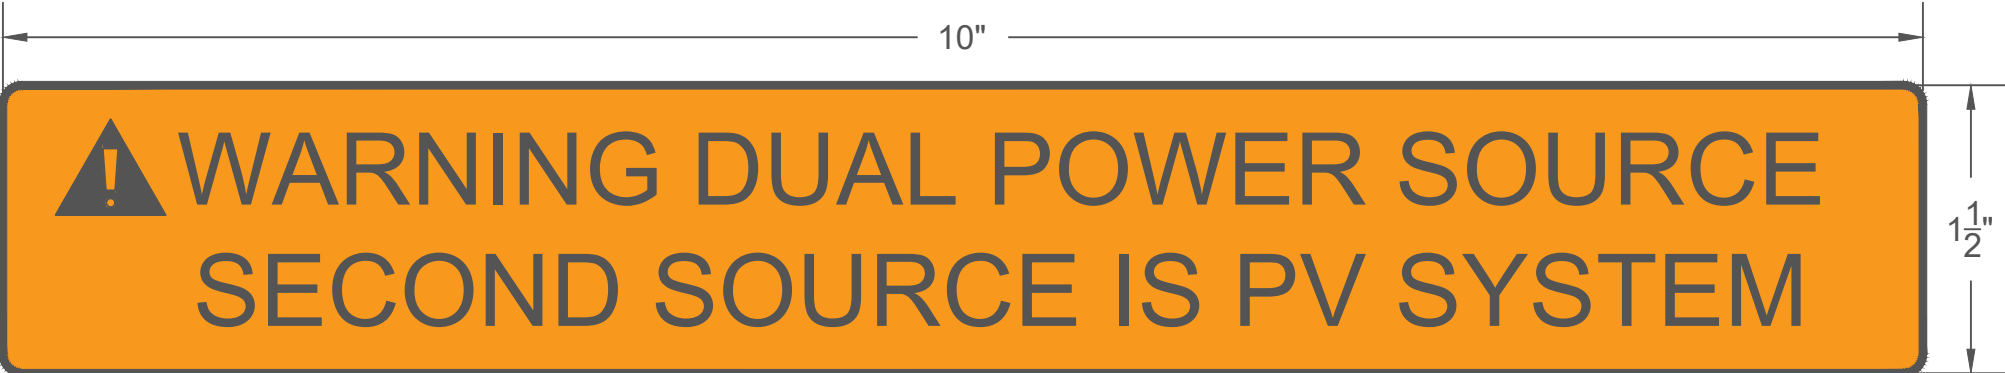 10"
WARNING DUAL POWER SOURCE
SECOND SOURCE IS PV SYSTEM
1 1/2"